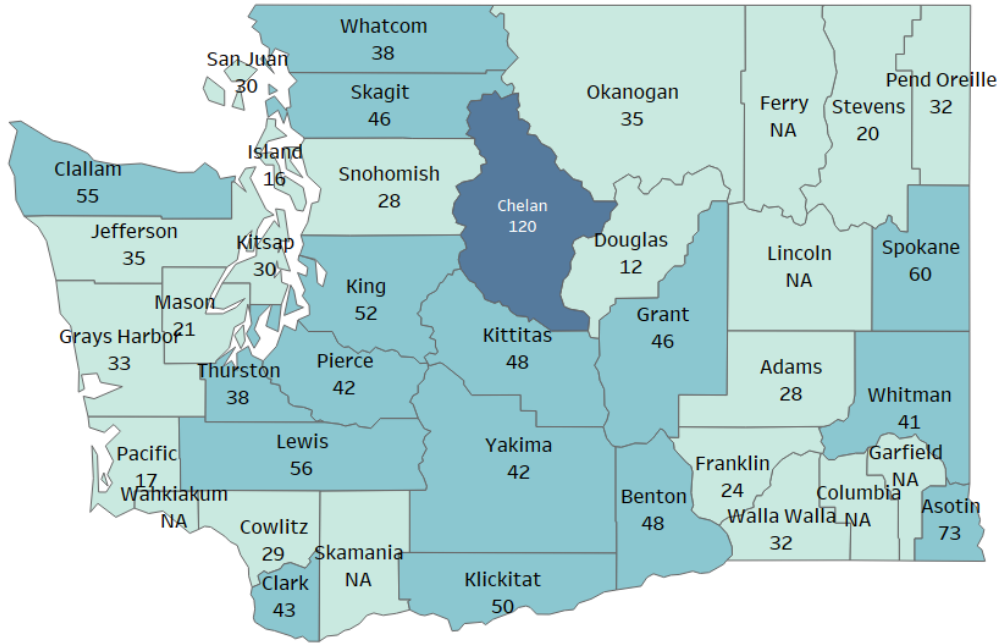 Whatcom
38
San Juan
30
Skagit
46
Okanogan
35
Ferry
NA
Stevens
20
Pend Oreille
32
Island
16
Clallam
55
Snohomish
28
Chelan
120
Jefferson
35
Kitsap
30
Douglas
12
Lincoln
NA
Spokane
60
King
52
Mason
21
Grays Harbor
33
Kittitas
48
Grant
46
Thurston
38
Pierce
42
Adams
28
Whitman
41
Lewis
56
Yakima
42
Pacific
17
Wahkiakum
NA
Franklin
24
Garfield
NA
Benton
48
Columbia
NA
Walla Walla
32
Asotin
73
Cowlitz
29
Skamania
NA
Clark
43
Klickitat
50